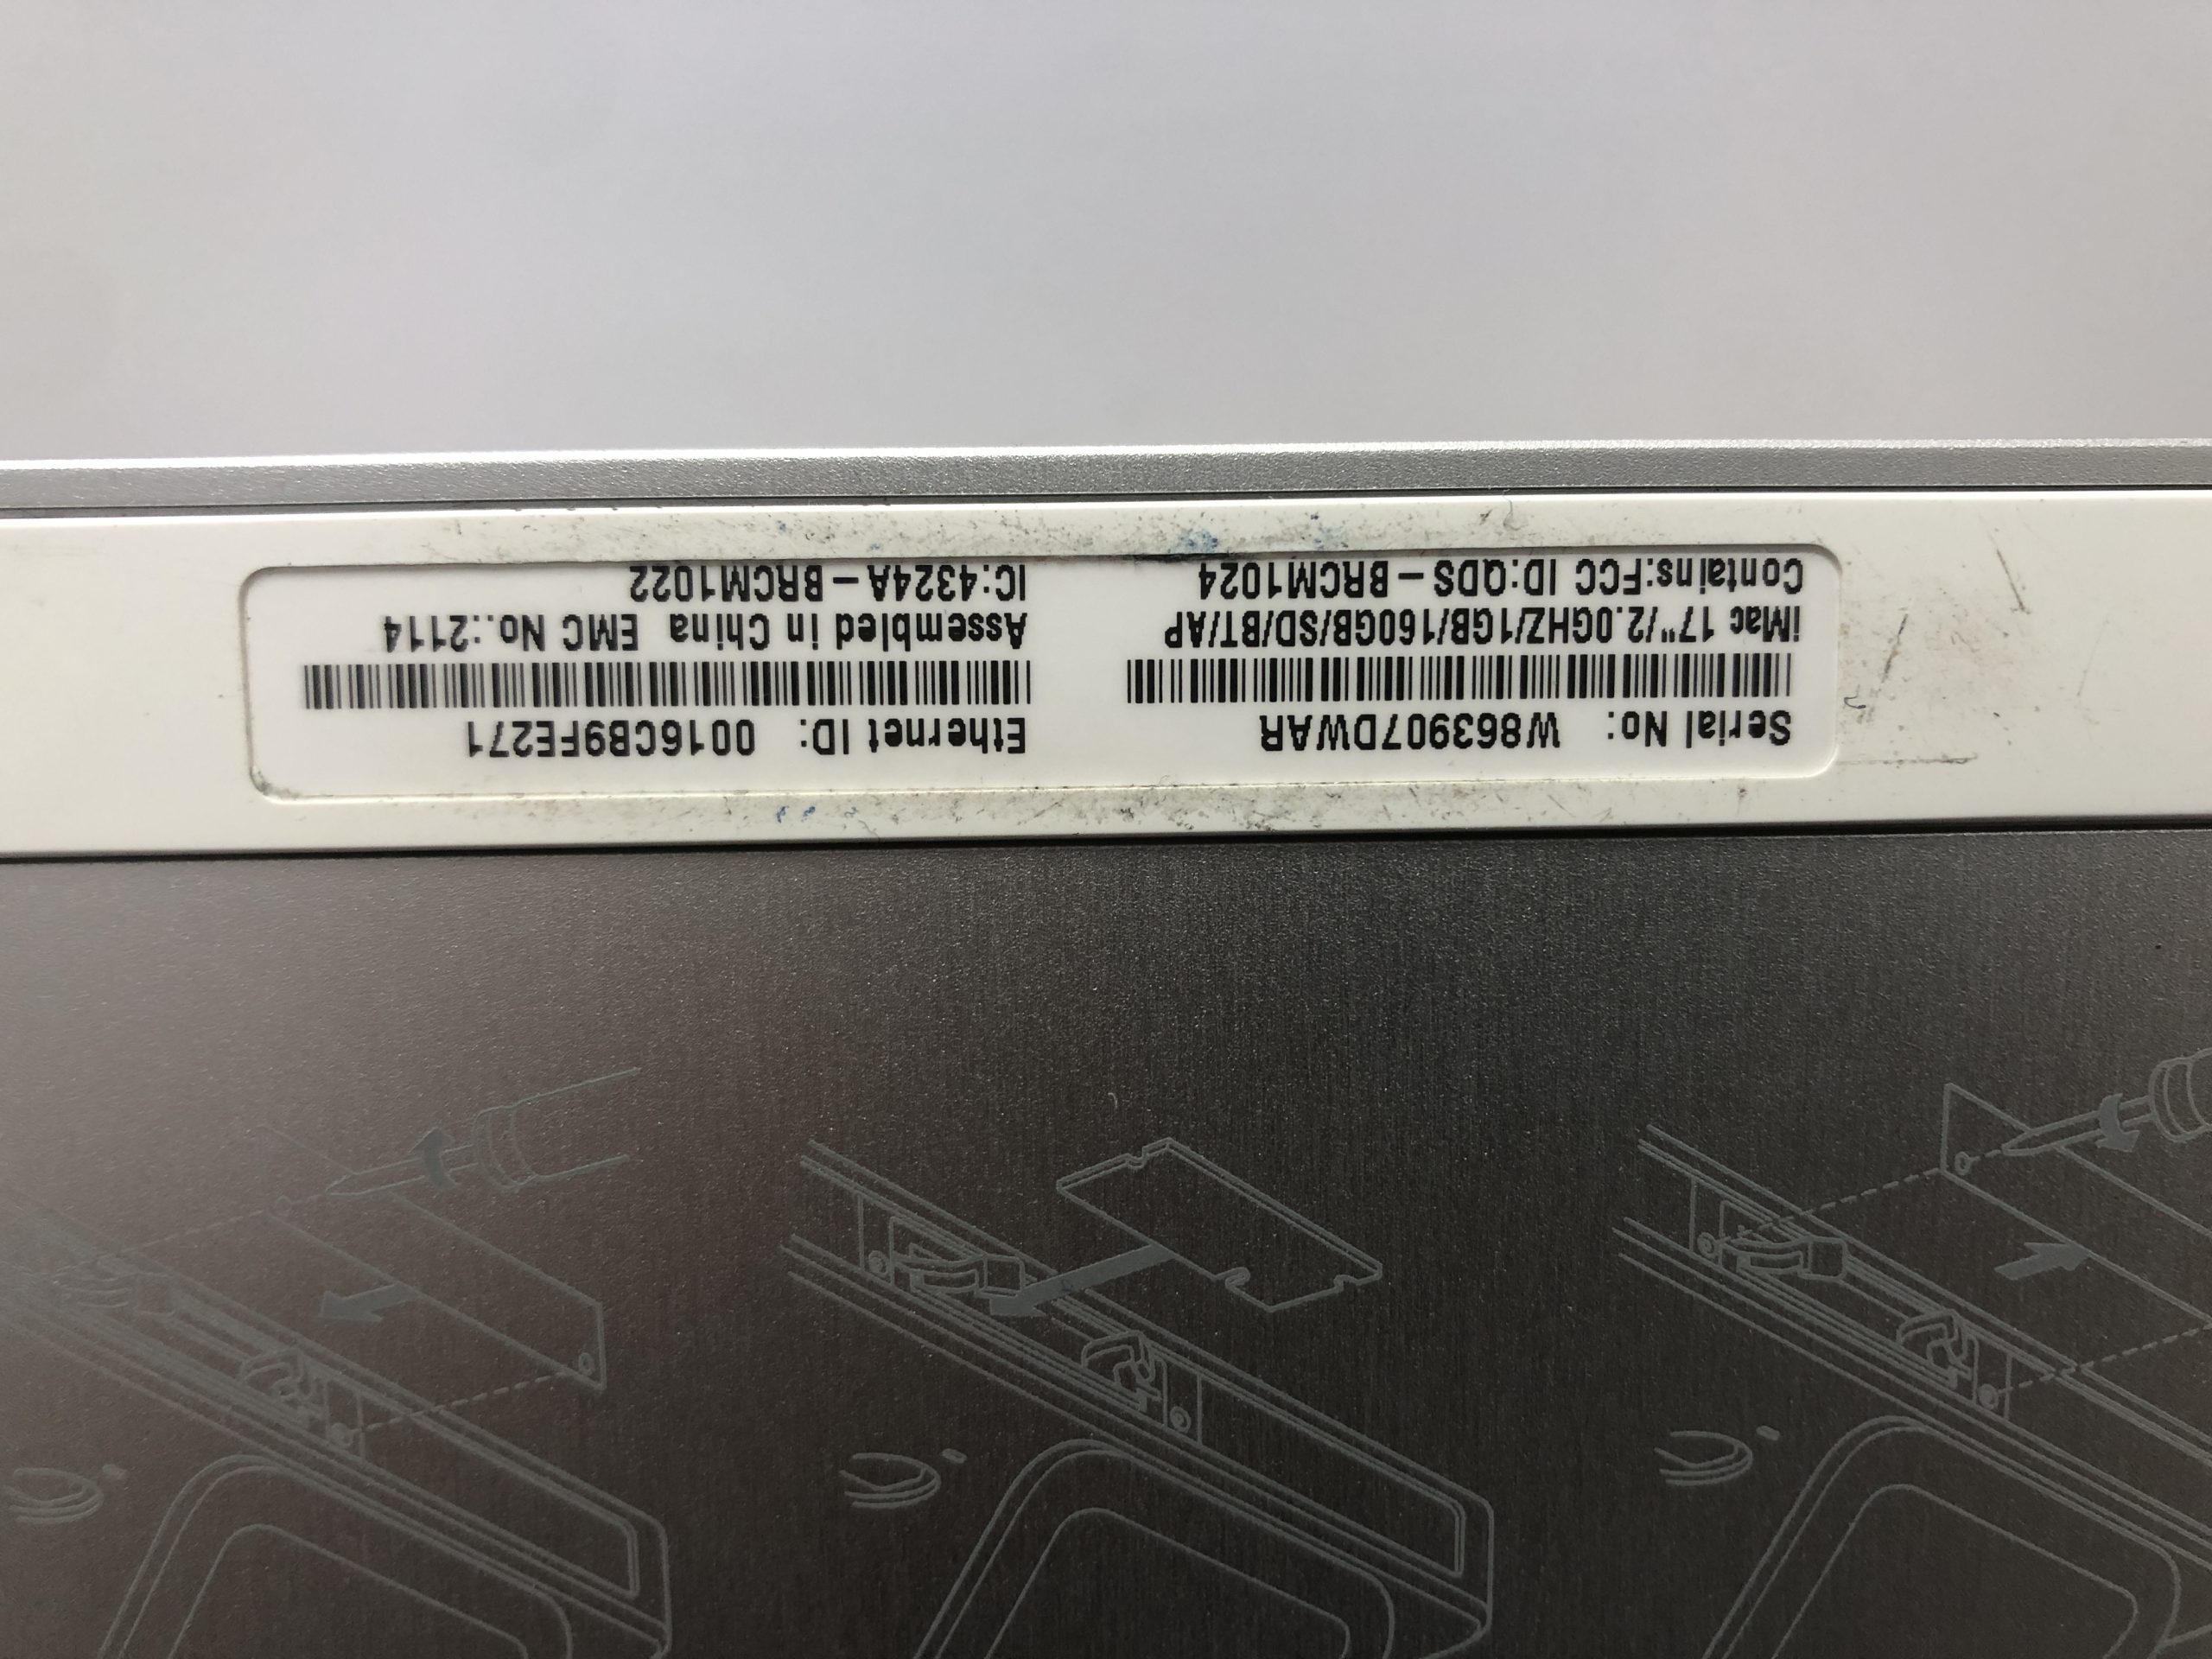 Serial No: W863907DWAR
iMac 17"/2.0GHZ/1GB/160GB/SD/BT/AP
Contains:FCC ID:QDS-BRCM1024
Ethernet ID: 0016CB9FE271
Assembled in China EMC No.:2114
IC:4324A-BRCM1022